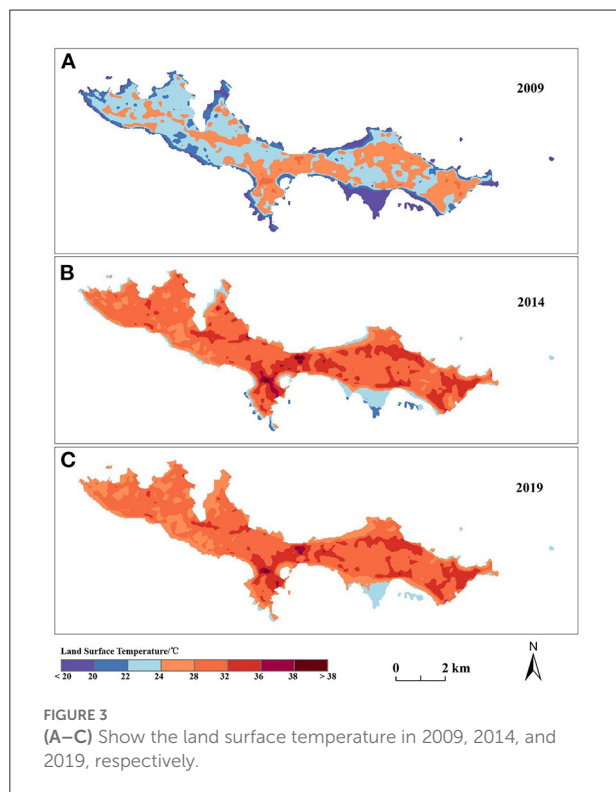 A
2009
B
2014
C
2019
Land Surface Temperature/℃
< 20 20 22 24 28 32 36 38 > 38
0 2 km
N
FIGURE 3
(A–C) Show the land surface temperature in 2009, 2014, and
2019, respectively.